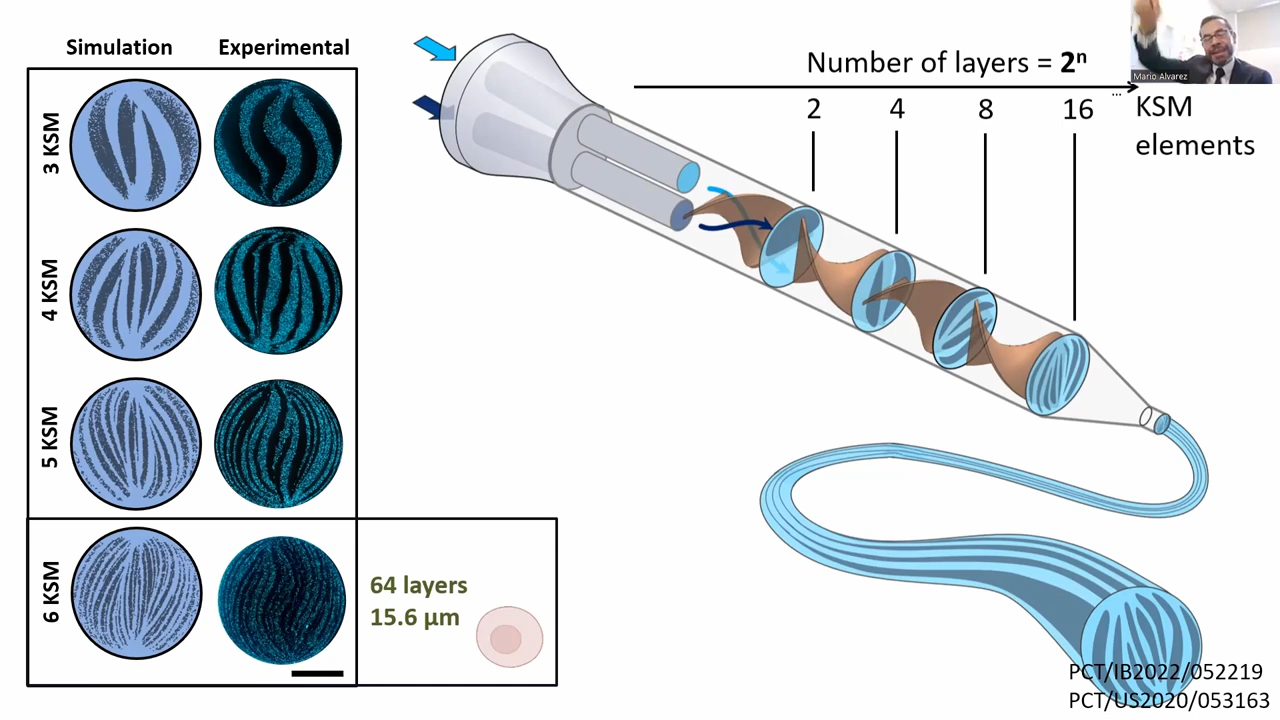 Simulation
Experimental
3 KSM
4 KSM
5 KSM
6 KSM
64 layers
15.6 µm
Number of layers = 2ⁿ
2
4
8
16
...
KSM
elements
Mario Alvarez
PCT/IB2022/052219
PCT/US2020/053163